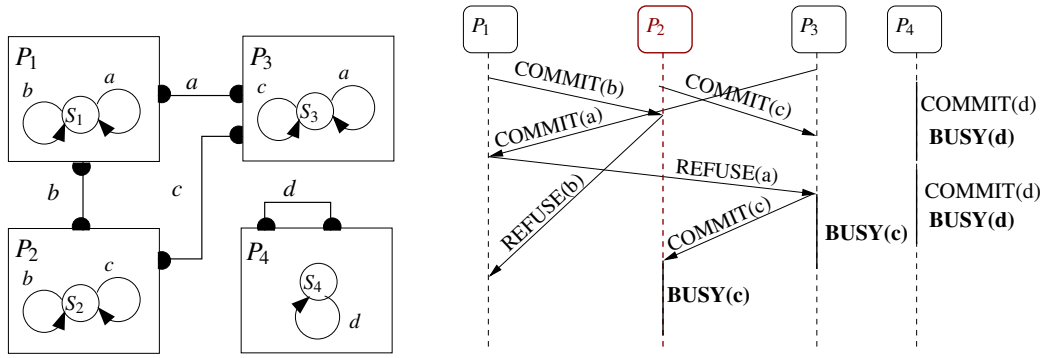 P1
b
a
S1
a
P3
c
a
S3
b
c
d
P2
b
c
S2
P4
S4
d
P1
P2
P3
P4
COMMIT(b)
COMMIT(c)
COMMIT(a)
COMMIT(d)
BUSY(d)
REFUSE(a)
REFUSE(b)
COMMIT(c)
COMMIT(d)
BUSY(d)
BUSY(c)
BUSY(c)